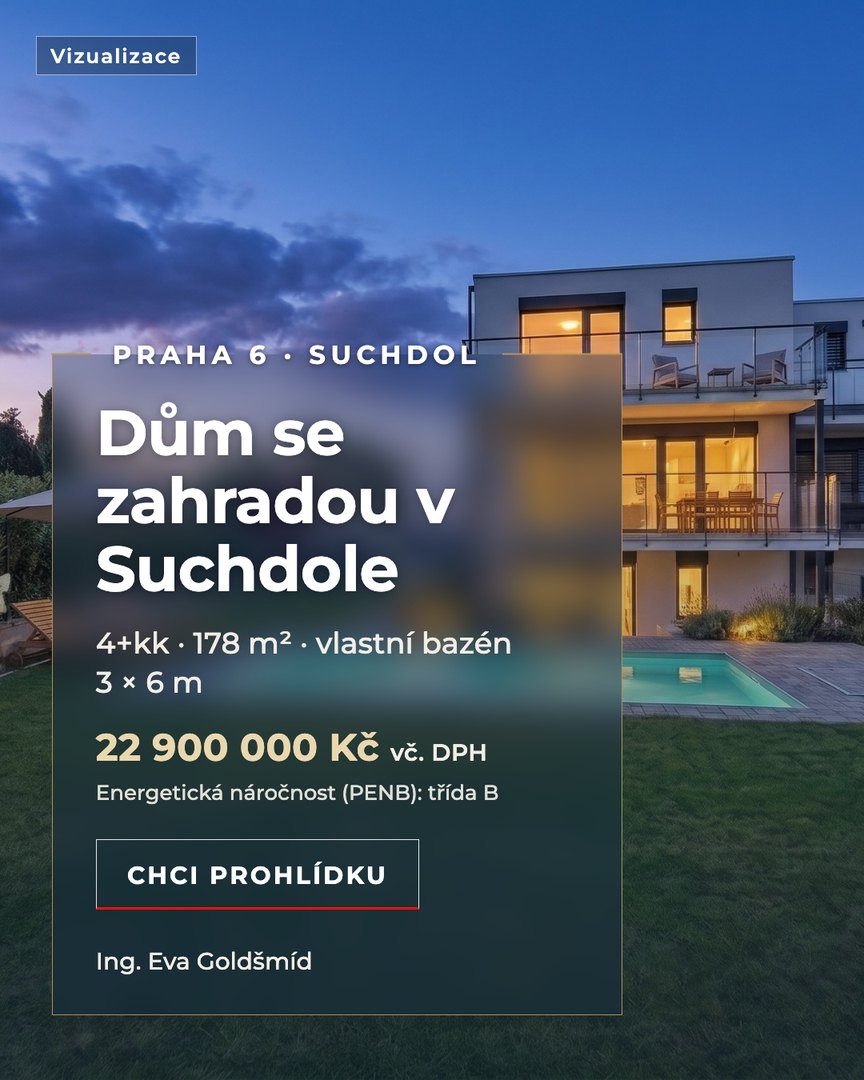 Vizualizace
PRAHA 6 · SUCHDOL
Dům se
zahradou v
Suchdole
4+kk · 178 m² · vlastní bazén
3 × 6 m
22 900 000 Kč vč. DPH
Energetická náročnost (PENB): třída B
CHCI PROHLÍDKU
Ing. Eva Goldšmíd